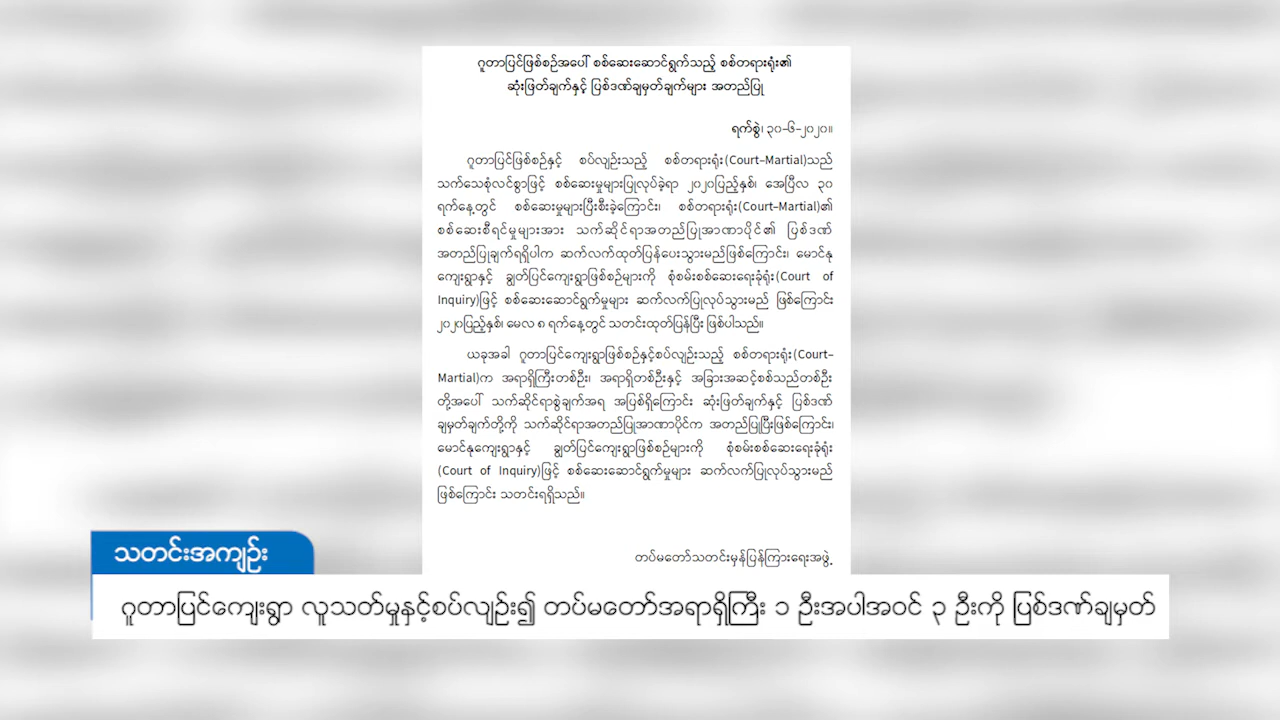 ဂူတာပြင်ဖြစ်စဉ်အပေါ် စစ်ဆေးဆောင်ရွက်သည့် စစ်တရားရုံး၏
ဆုံးဖြတ်ချက်နှင့် ပြစ်ဒဏ်ချမှတ်ချက်များ အတည်ပြု
ရက်စွဲ၊ ၃၀-၆-၂၀၂၀။
ဂူတာပြင်ဖြစ်စဉ်နှင့် စပ်လျဉ်းသည့် စစ်တရားရုံး(Court-Martial)သည်
သက်သေစုံလင်စွာဖြင့် စစ်ဆေးမှုများပြုလုပ်ခဲ့ရာ ၂၀၂၀ပြည့်နှစ်၊ အေပြီလ ၃၀
ရက်နေ့တွင် စစ်ဆေးမှုများပြီးစီးခဲ့ကြောင်း၊ စစ်တရားရုံး(Court-Martial)၏
စစ်ဆေးစီရင်မှုများအား သက်ဆိုင်ရာအတည်ပြုအာဏာပိုင်၏ ပြစ်ဒဏ်
အတည်ပြုချက်ရရှိပါက ဆက်လက်ထုတ်ပြန်ပေးသွားမည်ဖြစ်ကြောင်း၊ မောင်နု
ကျေးရွာနှင့် ချွတ်ပြင်ကျေးရွာဖြစ်စဉ်များကို စုံစမ်းစစ်ဆေးရေးခုံရုံး(Court of
Inquiry)ဖြင့် စစ်ဆေးဆောင်ရွက်မှုများ ဆက်လက်ပြုလုပ်သွားမည် ဖြစ်ကြောင်း
၂၀၂၀ပြည့်နှစ်၊ မေလ ၈ ရက်နေ့တွင် သတင်းထုတ်ပြန်ပြီး ဖြစ်ပါသည်။
ယခုအခါ ဂူတာပြင်ကျေးရွာဖြစ်စဉ်နှင့်စပ်လျဉ်းသည့် စစ်တရားရုံး(Court-
Martial)က အရာရှိကြီးတစ်ဦး၊ အရာရှိတစ်ဦးနှင့် အခြားအဆင့်စစ်သည်တစ်ဦး
တို့အပေါ် သက်ဆိုင်ရာစွဲချက်အရ အပြစ်ရှိကြောင်း ဆုံးဖြတ်ချက်နှင့် ပြစ်ဒဏ်
ချမှတ်ချက်တို့ကို သက်ဆိုင်ရာအတည်ပြုအာဏာပိုင်က အတည်ပြုပြီးဖြစ်ကြောင်း၊
မောင်နုကျေးရွာနှင့် ချွတ်ပြင်ကျေးရွာဖြစ်စဉ်များကို စုံစမ်းစစ်ဆေးရေးခုံရုံး
(Court of Inquiry)ဖြင့် စစ်ဆေးဆောင်ရွက်မှုများ ဆက်လက်ပြုလုပ်သွားမည်
ဖြစ်ကြောင်း သတင်းရရှိသည်။
တပ်မတော်သတင်းမှန်ပြန်ကြားရေးအဖွဲ့
သတင်းအကျဉ်း
ဂူတာပြင်ကျေးရွာ လူသတ်မှုနှင့်စပ်လျဉ်း၍ တပ်မတော်အရာရှိကြီး ၁ ဦးအပါအဝင် ၃ ဦးကို ပြစ်ဒဏ်ချမှတ်